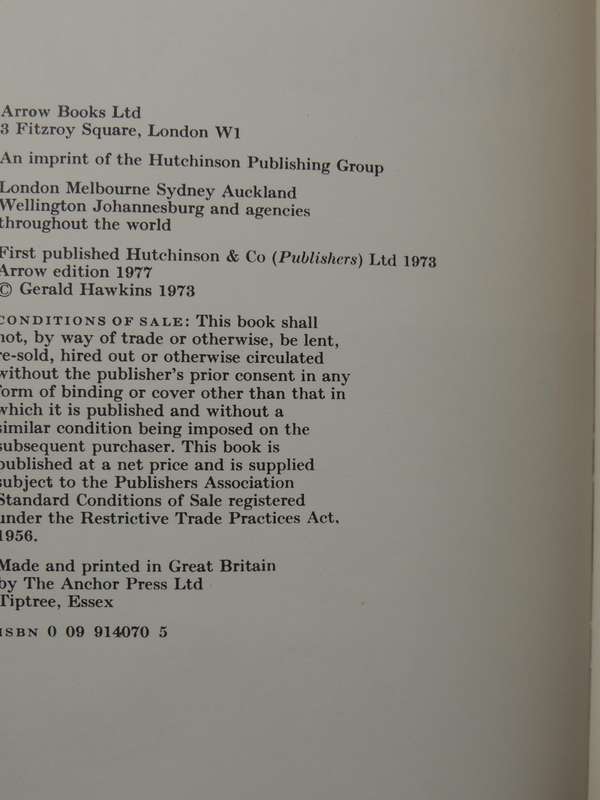 Arrow Books Ltd
3 Fitzroy Square, London W1
An imprint of the Hutchinson Publishing Group
London Melbourne Sydney Auckland
Wellington Johannesburg and agencies
throughout the world
First published Hutchinson & Co (Publishers) Ltd 1973
Arrow edition 1977
© Gerald Hawkins 1973
CONDITIONS OF SALE: This book shall
not, by way of trade or otherwise, be lent,
re-sold, hired out or otherwise circulated
without the publisher's prior consent in any
form of binding or cover other than that in
which it is published and without a
similar condition being imposed on the
subsequent purchaser. This book is
published at a net price and is supplied
subject to the Publishers Association
Standard Conditions of Sale registered
under the Restrictive Trade Practices Act,
1956.
Made and printed in Great Britain
by The Anchor Press Ltd
Tiptree, Essex
ISBN 0 09 914070 5